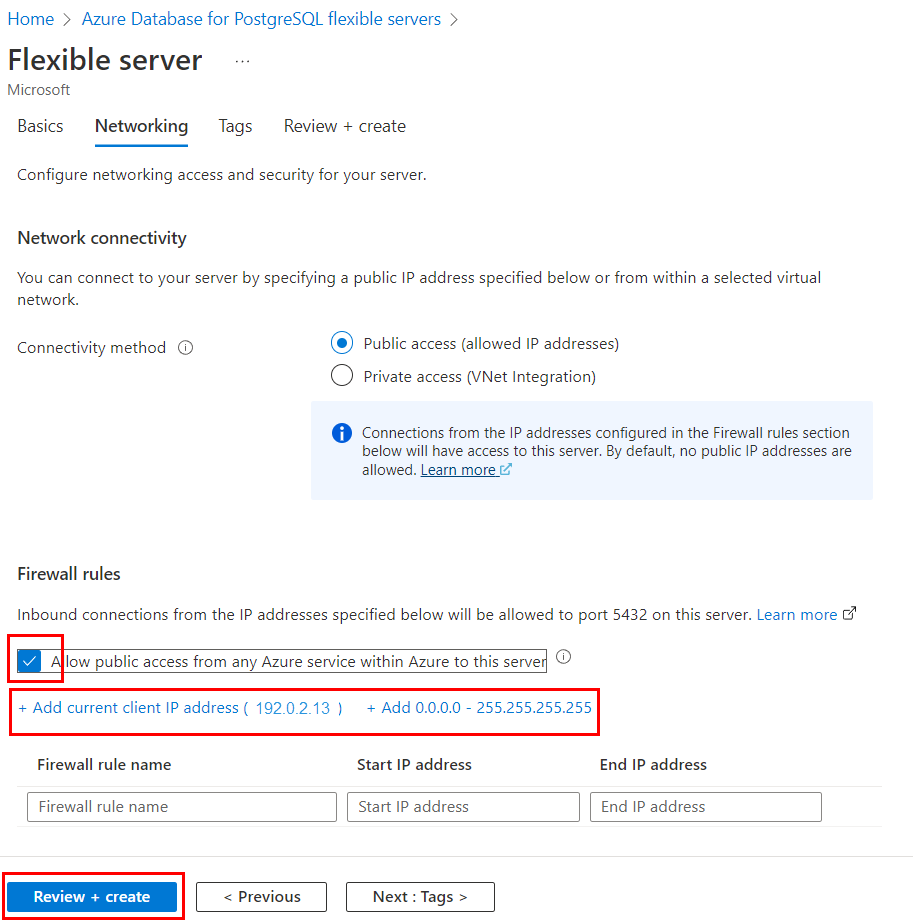 Home > Azure Database for PostgreSQL flexible servers >
Flexible server ...
Microsoft
Basics Networking Tags Review + create
Configure networking access and security for your server.
Network connectivity
You can connect to your server by specifying a public IP address specified below or from within a selected virtual
network.
Connectivity method
Public access (allowed IP addresses)
Private access (VNet Integration)
Connections from the IP addresses configured in the Firewall rules section
below will have access to this server. By default, no public IP addresses are
allowed. Learn more
Firewall rules
Inbound connections from the IP addresses specified below will be allowed to port 5432 on this server. Learn more
Allow public access from any Azure service within Azure to this server
+ Add current client IP address ( 192.0.2.13 ) + Add 0.0.0.0 - 255.255.255.255
Firewall rule name Start IP address End IP address
Firewall rule name Start IP address End IP address
Review + create < Previous Next : Tags >